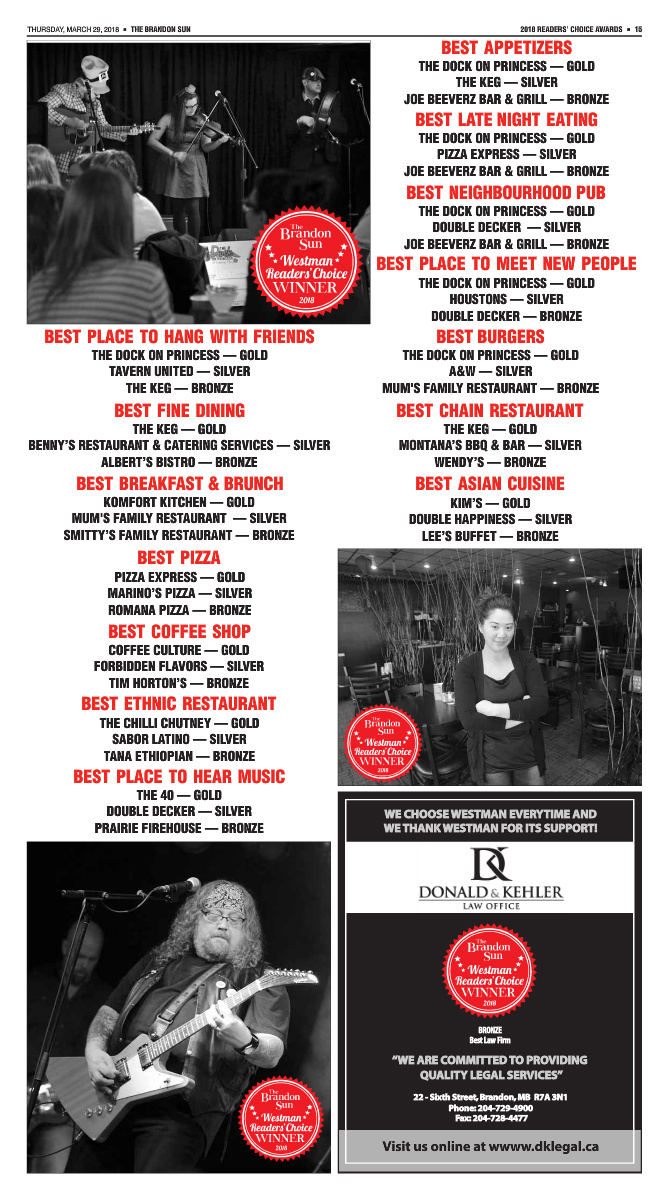 THURSDAY, MARCH 29, 2018 ▪ THE BRANDON SUN
2018 READERS' CHOICE AWARDS ▪ 15
The
Brandon
Sun
Westman
Readers' Choice
WINNER
2018
BEST PLACE TO HANG WITH FRIENDS
THE DOCK ON PRINCESS — GOLD
TAVERN UNITED — SILVER
THE KEG — BRONZE
BEST FINE DINING
THE KEG — GOLD
BENNY'S RESTAURANT & CATERING SERVICES — SILVER
ALBERT'S BISTRO — BRONZE
BEST BREAKFAST & BRUNCH
KOMFORT KITCHEN — GOLD
MUM'S FAMILY RESTAURANT — SILVER
SMITTY'S FAMILY RESTAURANT — BRONZE
BEST PIZZA
PIZZA EXPRESS — GOLD
MARINO'S PIZZA — SILVER
ROMANA PIZZA — BRONZE
BEST COFFEE SHOP
COFFEE CULTURE — GOLD
FORBIDDEN FLAVORS — SILVER
TIM HORTON'S — BRONZE
BEST ETHNIC RESTAURANT
THE CHILLI CHUTNEY — GOLD
SABOR LATINO — SILVER
TANA ETHIOPIAN — BRONZE
BEST PLACE TO HEAR MUSIC
THE 40 — GOLD
DOUBLE DECKER — SILVER
PRAIRIE FIREHOUSE — BRONZE
The
Brandon
Sun
Westman
Readers' Choice
WINNER
2018
BEST APPETIZERS
THE DOCK ON PRINCESS — GOLD
THE KEG — SILVER
JOE BEEVERZ BAR & GRILL — BRONZE
BEST LATE NIGHT EATING
THE DOCK ON PRINCESS — GOLD
PIZZA EXPRESS — SILVER
JOE BEEVERZ BAR & GRILL — BRONZE
BEST NEIGHBOURHOOD PUB
THE DOCK ON PRINCESS — GOLD
DOUBLE DECKER — SILVER
JOE BEEVERZ BAR & GRILL — BRONZE
BEST PLACE TO MEET NEW PEOPLE
THE DOCK ON PRINCESS — GOLD
HOUSTONS — SILVER
DOUBLE DECKER — BRONZE
BEST BURGERS
THE DOCK ON PRINCESS — GOLD
A&W — SILVER
MUM'S FAMILY RESTAURANT — BRONZE
BEST CHAIN RESTAURANT
THE KEG — GOLD
MONTANA'S BBQ & BAR — SILVER
WENDY'S — BRONZE
BEST ASIAN CUISINE
KIM'S — GOLD
DOUBLE HAPPINESS — SILVER
LEE'S BUFFET — BRONZE
The
Brandon
Sun
Westman
Readers' Choice
WINNER
2018
WE CHOOSE WESTMAN EVERYTIME AND
WE THANK WESTMAN FOR ITS SUPPORT!
DK
DONALD & KEHLER
LAW OFFICE
The
Brandon
Sun
Westman
Readers' Choice
WINNER
2018
BRONZE
Best Law Firm
"WE ARE COMMITTED TO PROVIDING
QUALITY LEGAL SERVICES"
22 - Sixth Street, Brandon, MB R7A 3N1
Phone: 204-729-4900
Fax: 204-728-4477
Visit us online at wwww.dklegal.ca